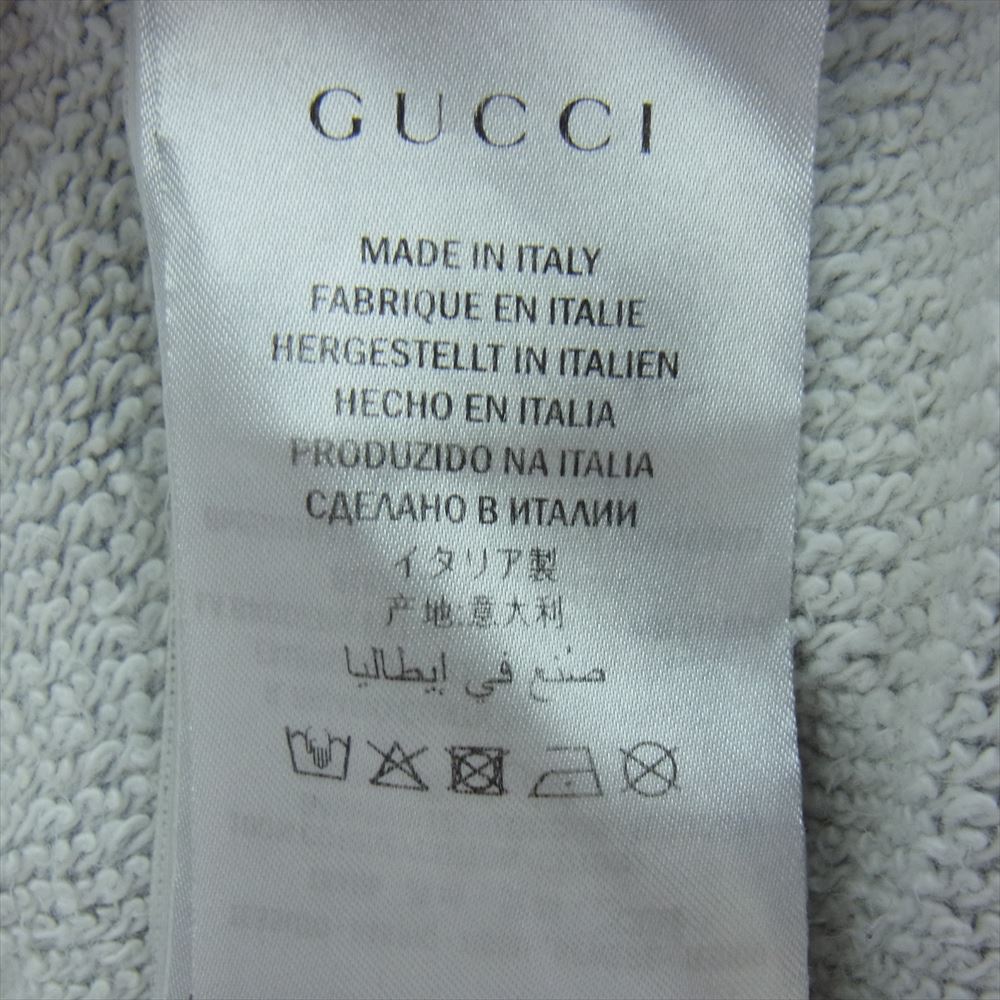 GUCCI
MADE IN ITALY
FABRIQUE EN ITALIE
HERGESTELLT IN ITALIEN
HECHO EN ITALIA
PRODUZIDO NA ITALIA
СДЕЛАНО В ИТАЛИИ
イタリア製
产地:意大利
صنع في ايطاليا